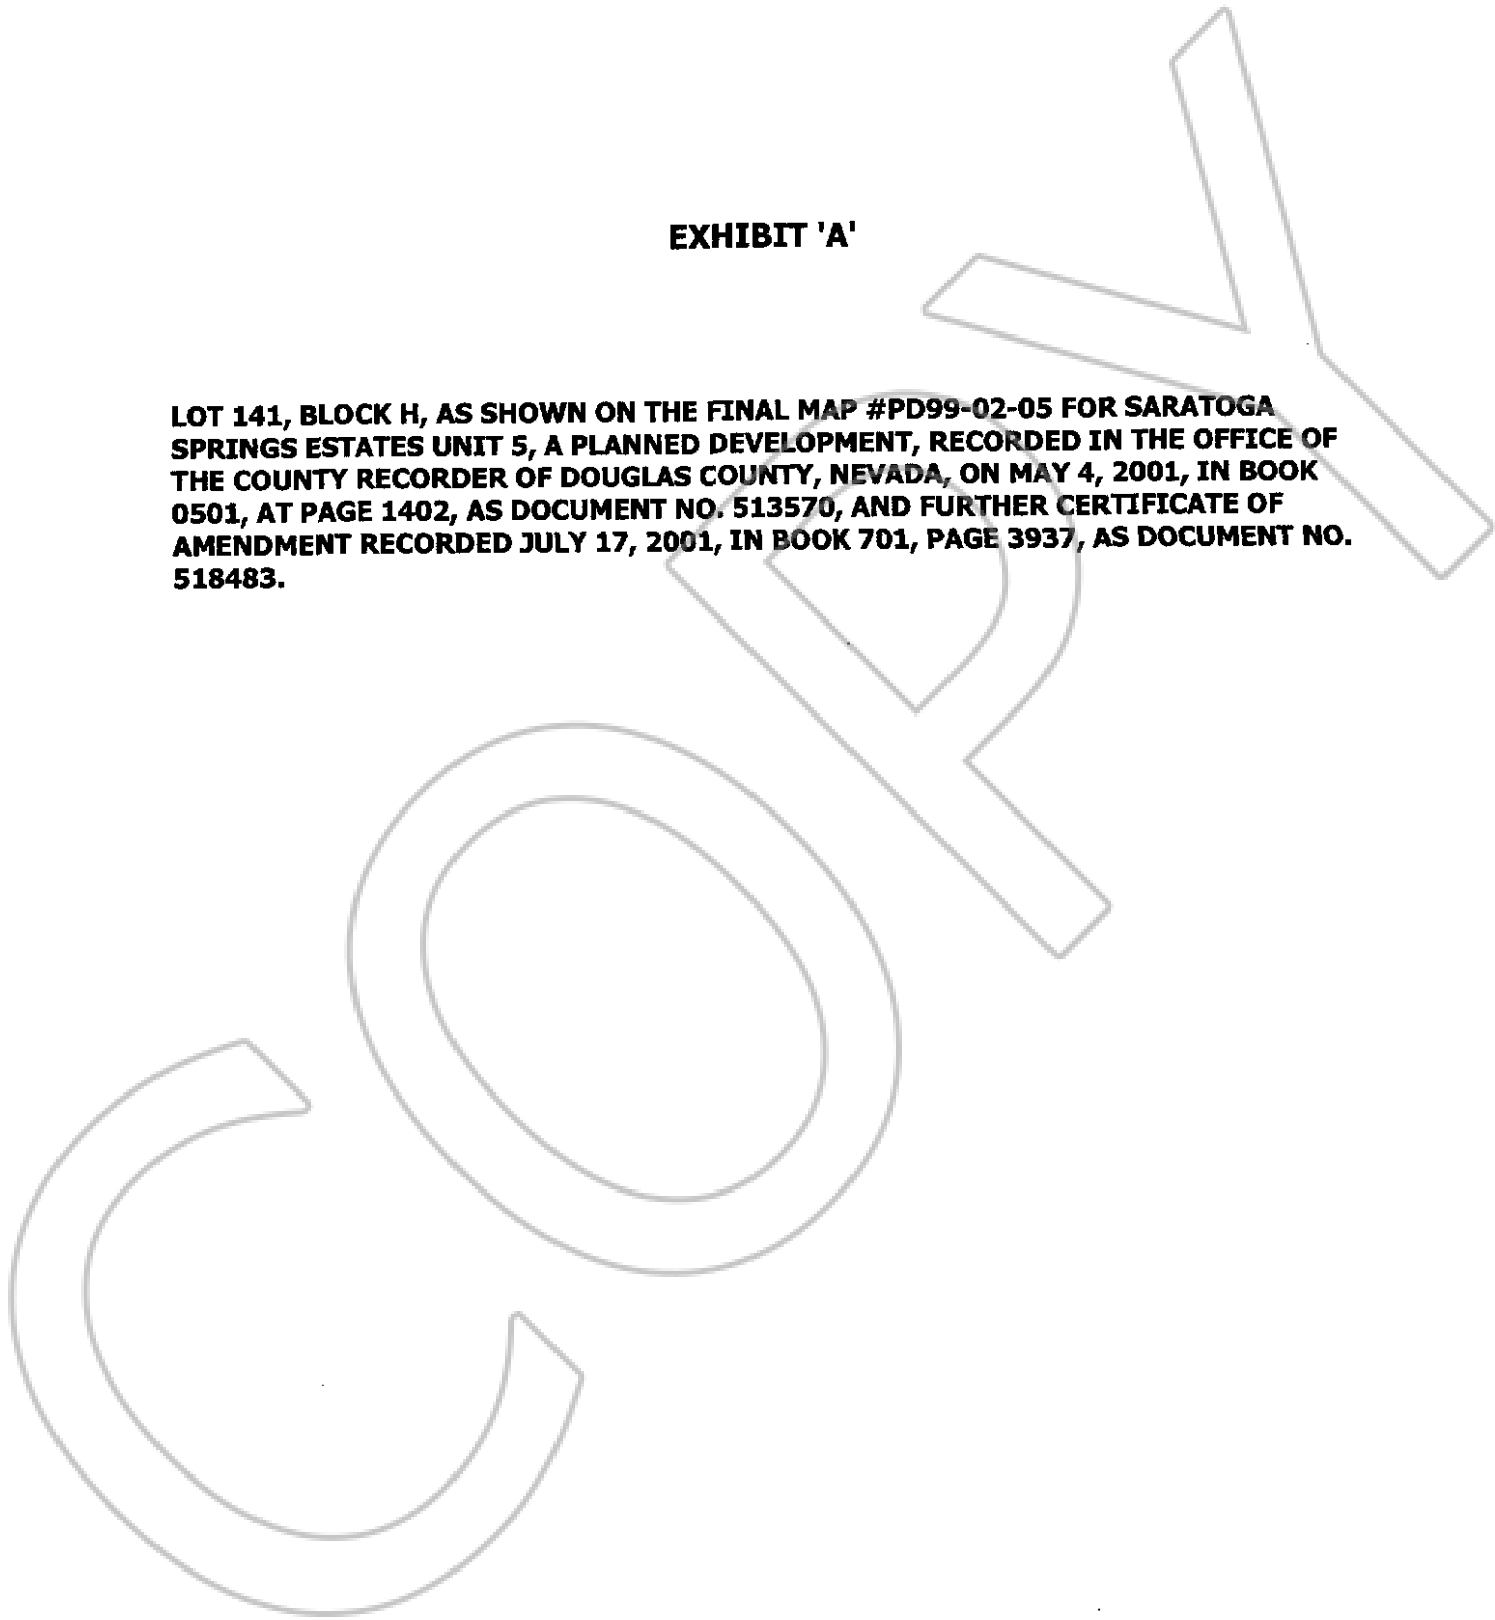 EXHIBIT 'A'
LOT 141, BLOCK H, AS SHOWN ON THE FINAL MAP #PD99-02-05 FOR SARATOGA
SPRINGS ESTATES UNIT 5, A PLANNED DEVELOPMENT, RECORDED IN THE OFFICE OF
THE COUNTY RECORDER OF DOUGLAS COUNTY, NEVADA, ON MAY 4, 2001, IN BOOK
0501, AT PAGE 1402, AS DOCUMENT NO. 513570, AND FURTHER CERTIFICATE OF
AMENDMENT RECORDED JULY 17, 2001, IN BOOK 701, PAGE 3937, AS DOCUMENT NO.
518483.
COPY